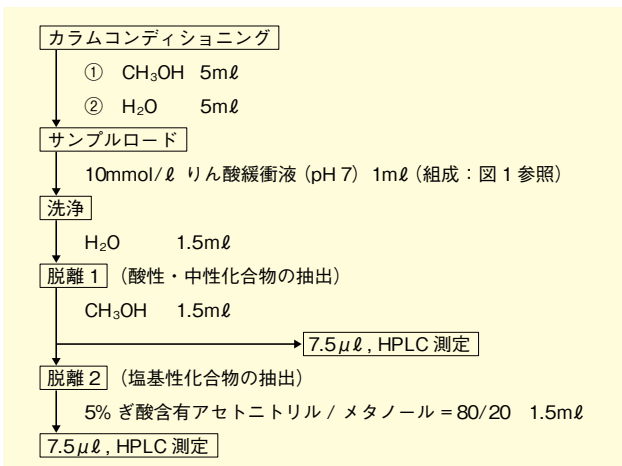 カラムコンディショニング
① CH₃OH 5mℓ
② H₂O 5mℓ
サンプルロード
10mmol/ℓ りん酸緩衝液 (pH 7) 1mℓ (組成：図 1 参照)
洗浄
H₂O 1.5mℓ
脱離 1 (酸性・中性化合物の抽出)
CH₃OH 1.5mℓ
7.5μℓ , HPLC 測定
脱離 2 (塩基性化合物の抽出)
5% ぎ酸含有アセトニトリル / メタノール = 80/20 1.5mℓ
7.5μℓ , HPLC 測定